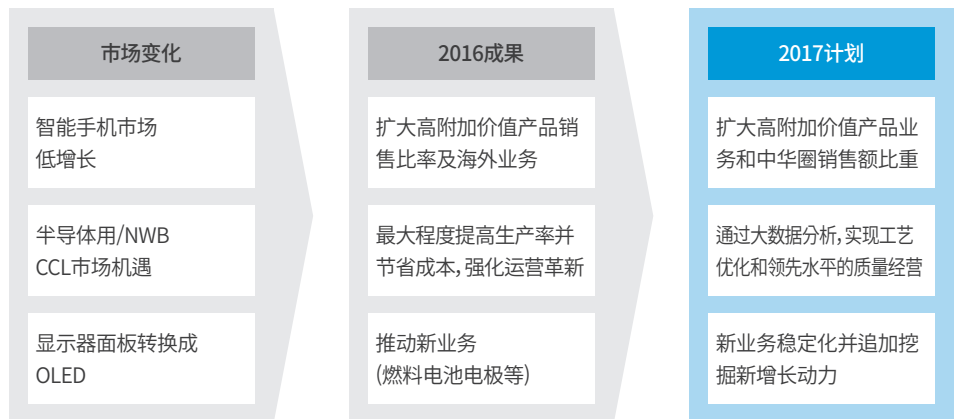 市场变化
智能手机市场
低增长
半导体用/NWB
CCL市场机遇
显示器面板转换成
OLED
2016成果
扩大高附加价值产品销
售比率及海外业务
最大程度提高生产率并
节省成本,强化运营革新
推动新业务
(燃料电池电极等)
2017计划
扩大高附加价值产品业
务和中华圈销售额比重
通过大数据分析,实现工艺
优化和领先水平的质量经营
新业务稳定化并追加挖
掘新增长动力